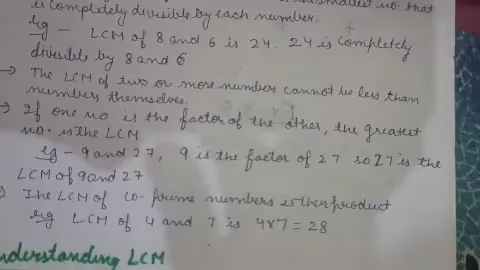 smallest no. that
is completely divisible by each number.
eg - LCM of 8 and 6 is 24. 24 is completely
divisible by 8 and 6
→ The LCM of two or more numbers cannot be less than
numbers themselves.
→ If one no is the factor of the other, the greatest
no. is the LCM
eg - 9 and 27, 9 is the factor of 27 so 27 is the
LCM of 9 and 27
The LCM of co-prime numbers is their product
eg LCM of 4 and 7 is 4x7 = 28
nderstanding LCM